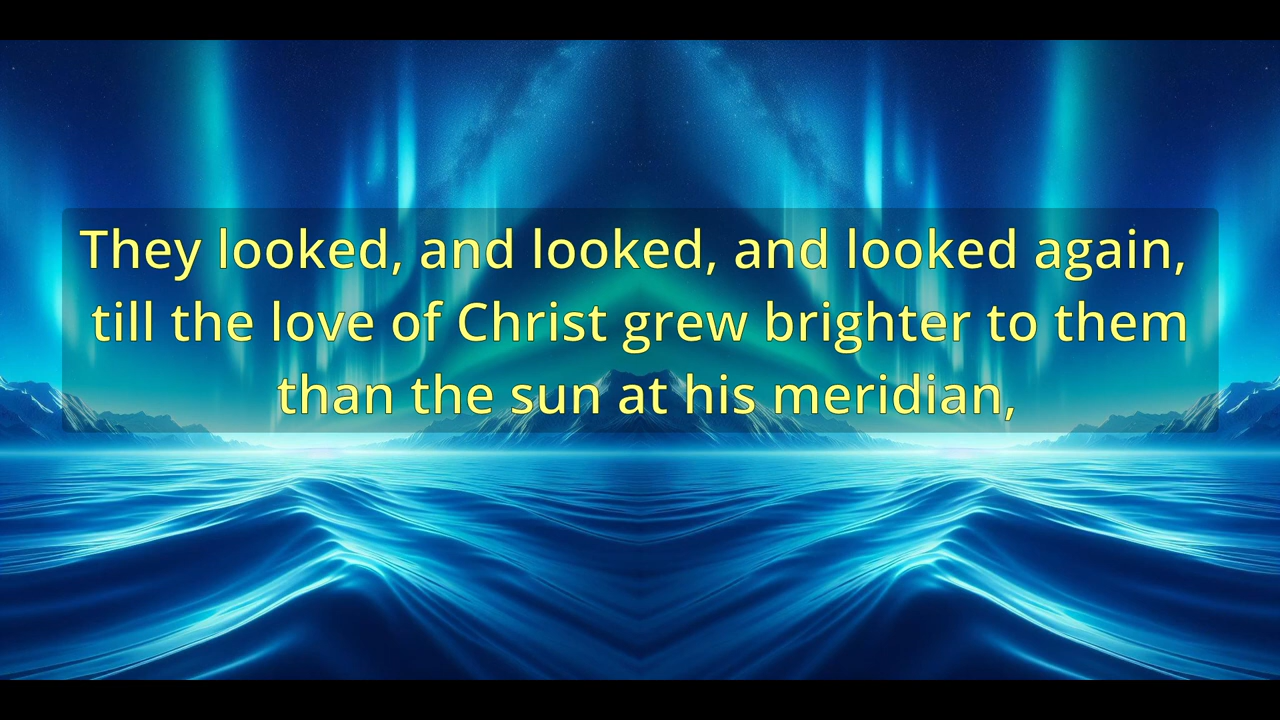 They looked, and looked, and looked again,
till the love of Christ grew brighter to them
than the sun at his meridian,